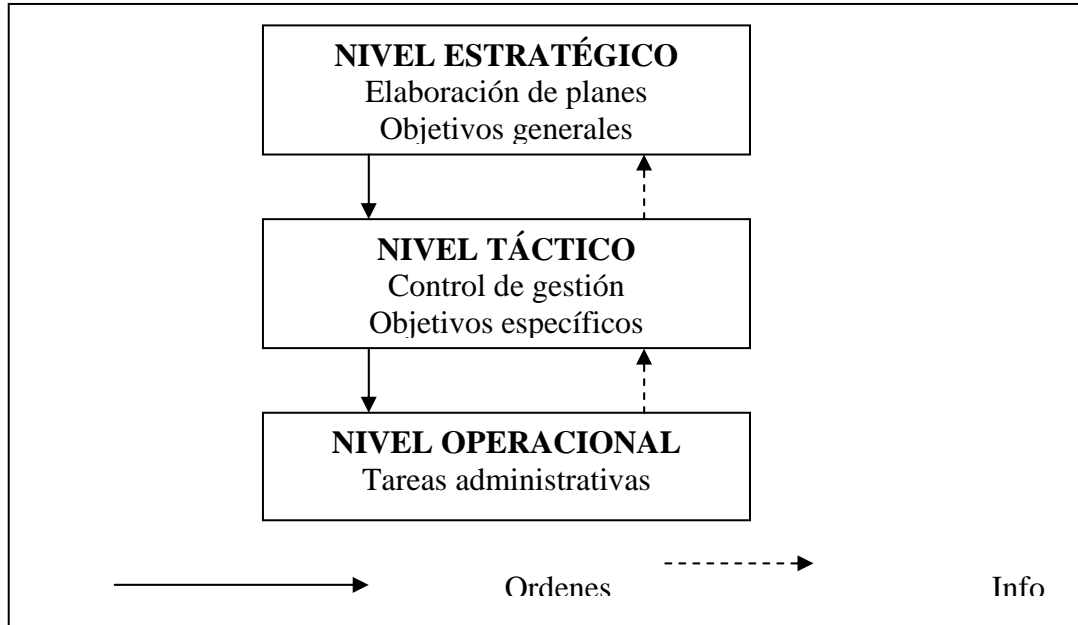 NIVEL ESTRATÉGICO
Elaboración de planes
Objetivos generales
NIVEL TÁCTICO
Control de gestión
Objetivos específicos
NIVEL OPERACIONAL
Tareas administrativas
Ordenes
Info